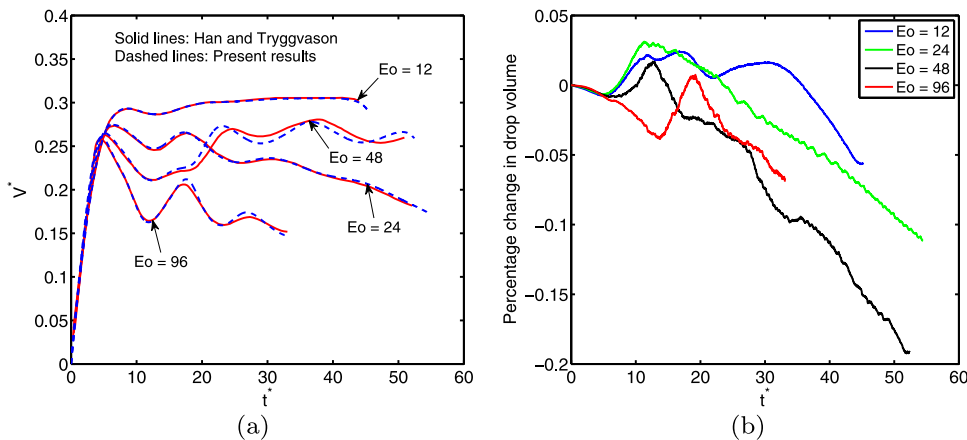 0.4
0.35
0.3
0.25
0.2
0.15
0.1
0.05
0
V*
Solid lines: Han and Tryggvason
Dashed lines: Present results
Eo = 12
Eo = 48
Eo = 24
Eo = 96
0 10 20 30 40 50 60
t*
(a)
0.05
0
−0.05
−0.1
−0.15
−0.2
Percentage change in drop volume
Eo = 12
Eo = 24
Eo = 48
Eo = 96
0 10 20 30 40 50 60
t*
(b)